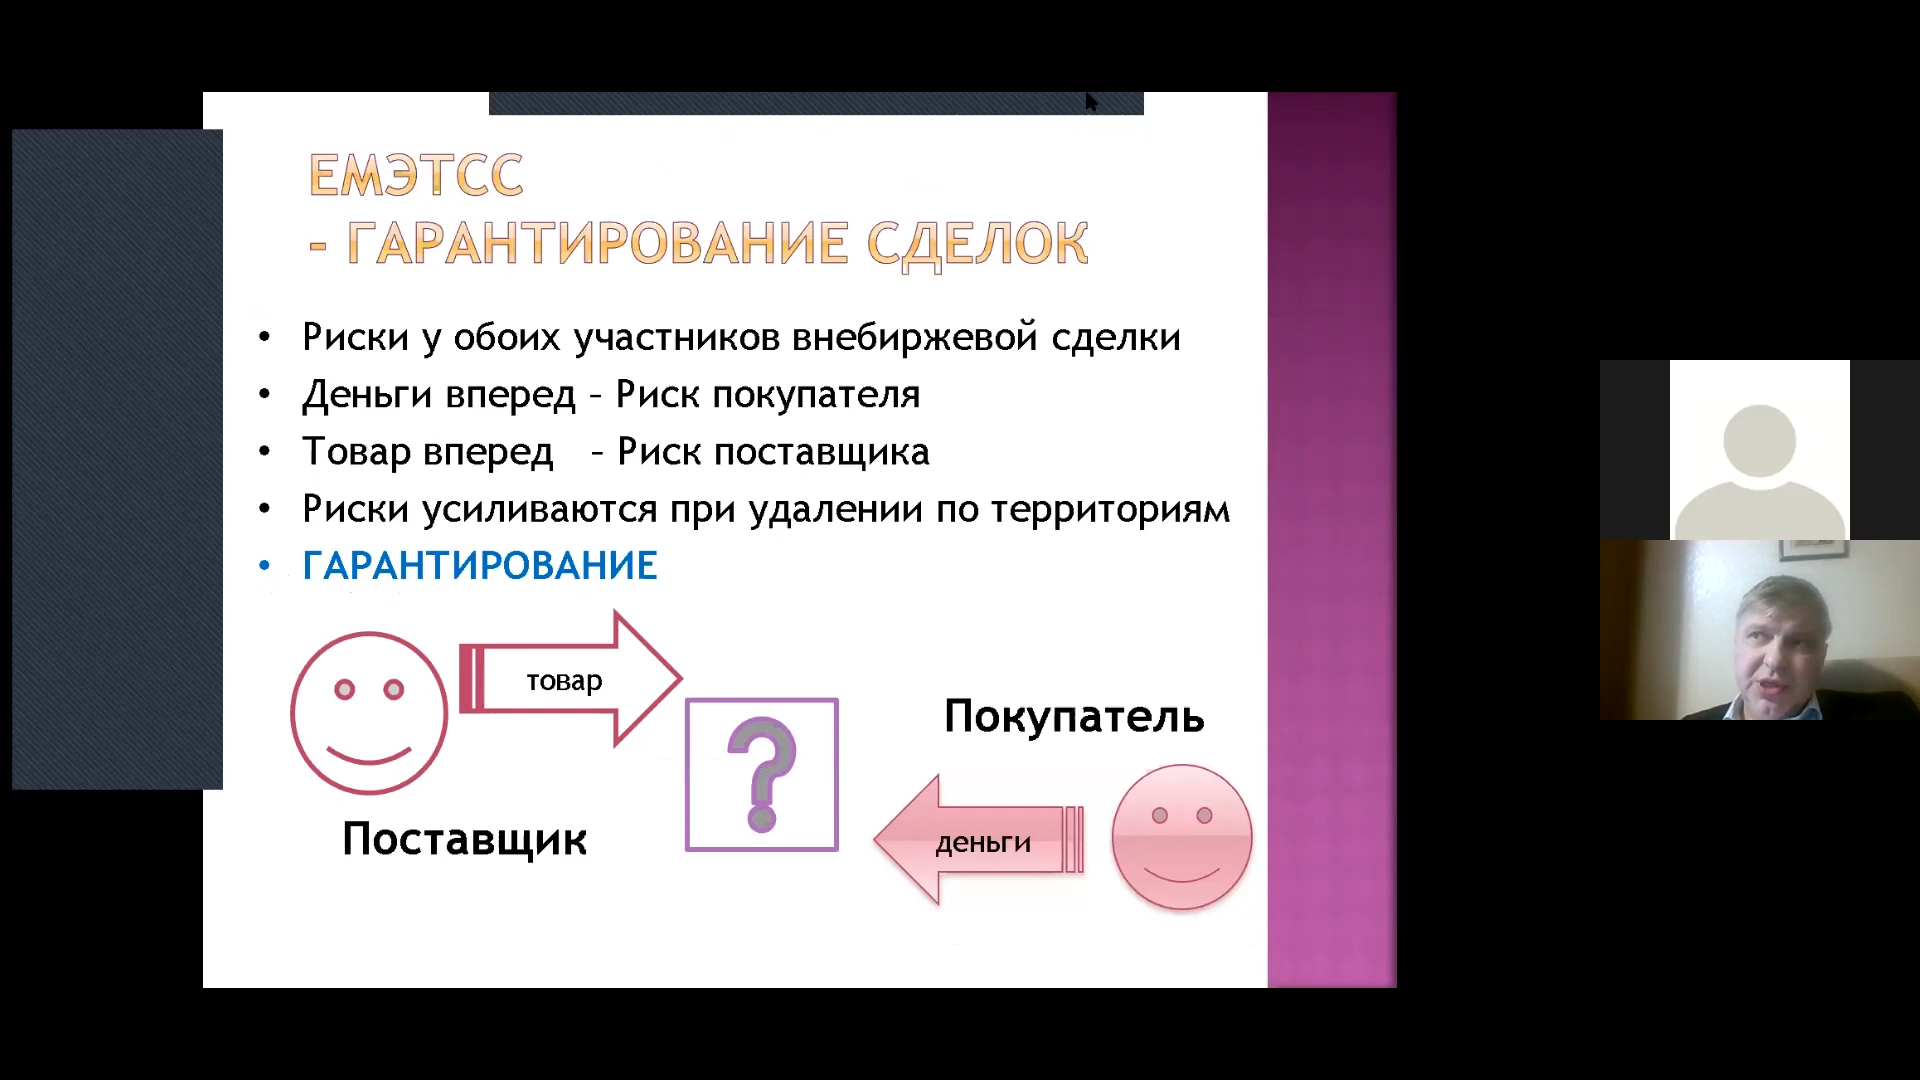 ЕМЭТСС
- ГАРАНТИРОВАНИЕ СДЕЛОК
• Риски у обоих участников внебиржевой сделки
• Деньги вперед – Риск покупателя
• Товар вперед – Риск поставщика
• Риски усиливаются при удалении по территориям
• ГАРАНТИРОВАНИЕ
товар
?
Покупатель
деньги
Поставщик